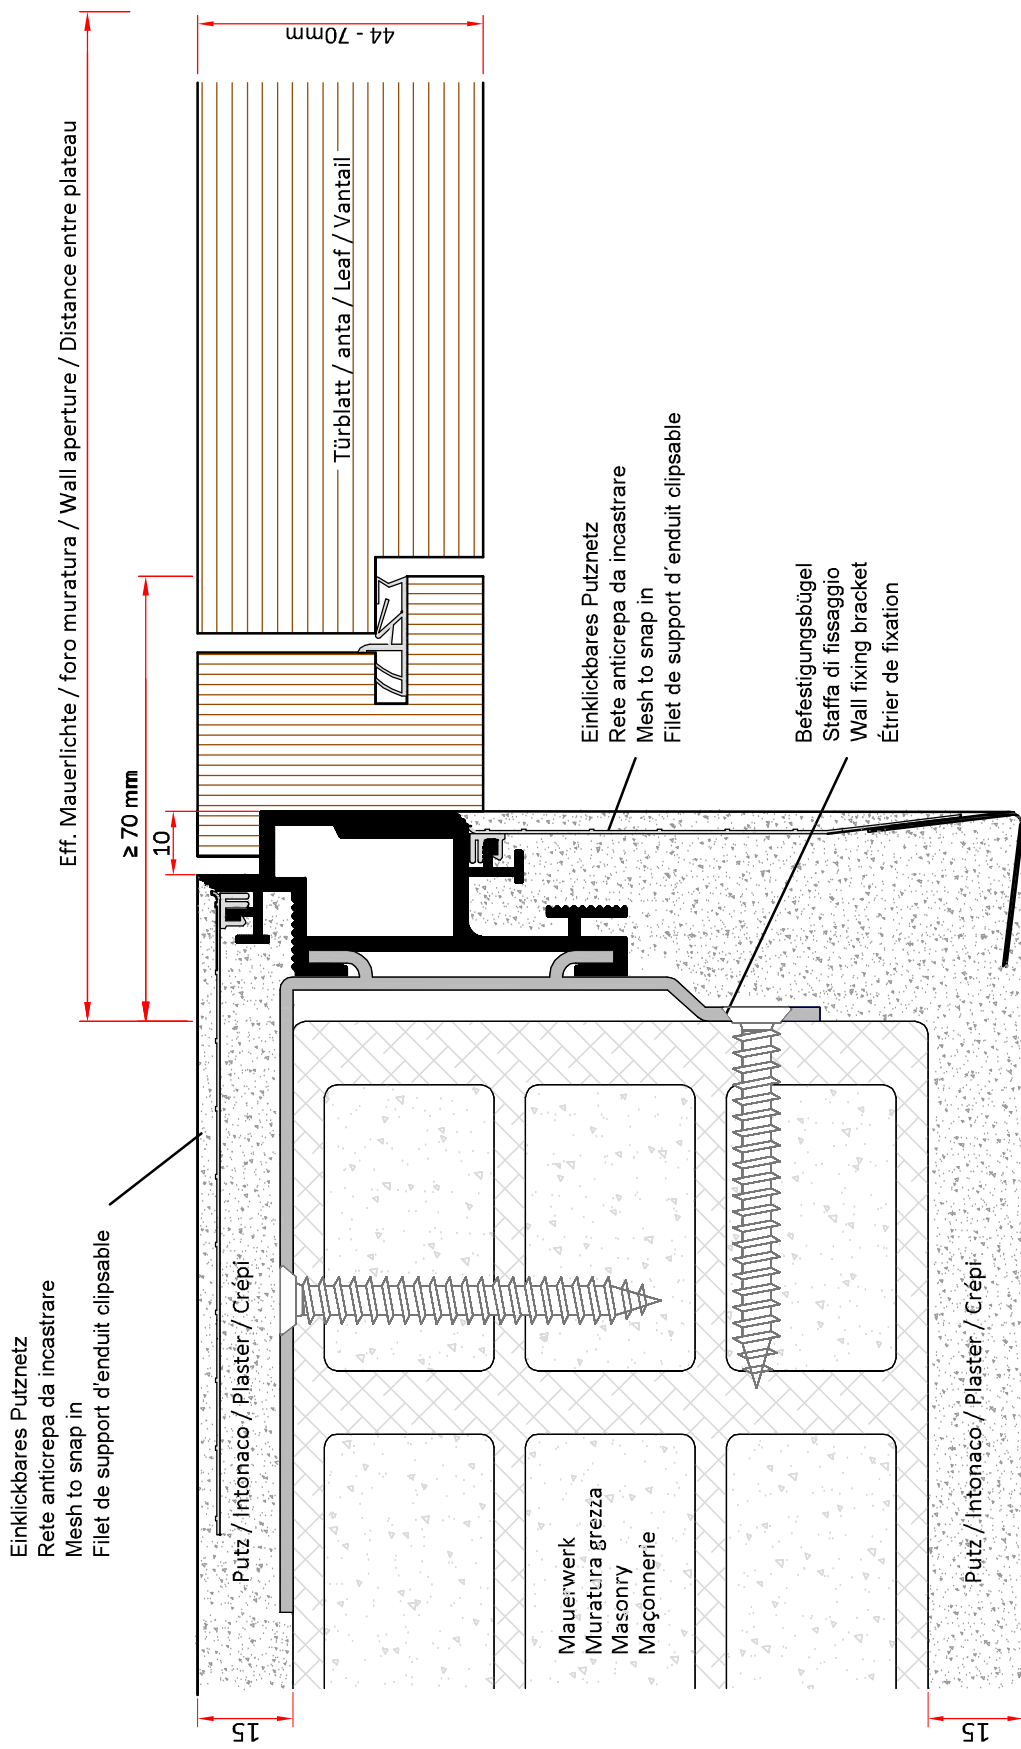 Eff. Mauerlichte / foro muratura / Wall aperture / Distance entre plateau
≥ 70 mm
10
44 - 70mm
Türblatt / anta / Leaf / Vantail
Einklickbares Putznetz
Rete anticrepa da incastrare
Mesh to snap in
Filet de support d'enduit clipsable
Putz / Intonaco / Plaster / Crépi
Einklickbares Putznetz
Rete anticrepa da incastrare
Mesh to snap in
Filet de support d´enduit clipsable
Befestigungsbügel
Staffa di fissaggio
Wall fixing bracket
Étrier de fixation
Mauerwerk
Muratura grezza
Masonry
Maçonnerie
Putz / Intonaco / Plaster / Crépi
15
15